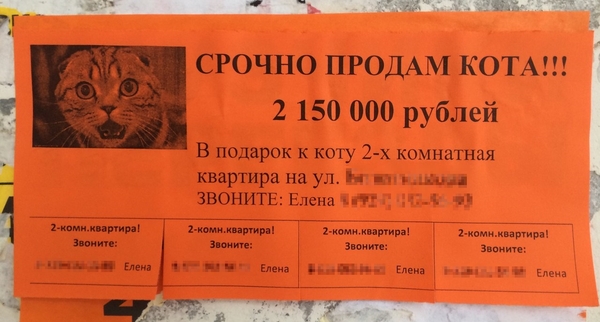 СРОЧНО ПРОДАМ КОТА!!!
2 150 000 рублей
В подарок к коту 2-х комнатная
квартира на ул.
ЗВОНИТЕ: Елена
2-комн.квартира!
Звоните:
Елена
2-комн.квартира!
Звоните:
Елена
2-комн.квартира!
Звоните:
Елена
2-комн.квартира!
Звоните:
Елена